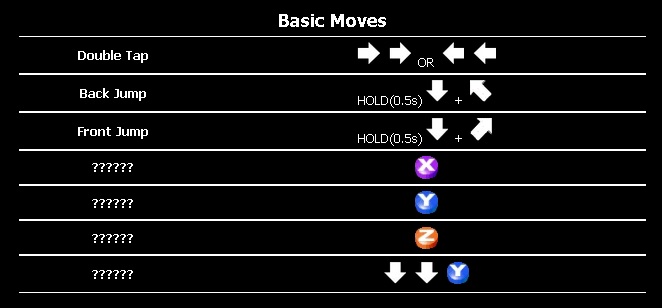 Basic Moves
Double Tap OR
Back Jump HOLD(0.5s) +
Front Jump HOLD(0.5s) +
?????? X
?????? Y
?????? Z
?????? Y